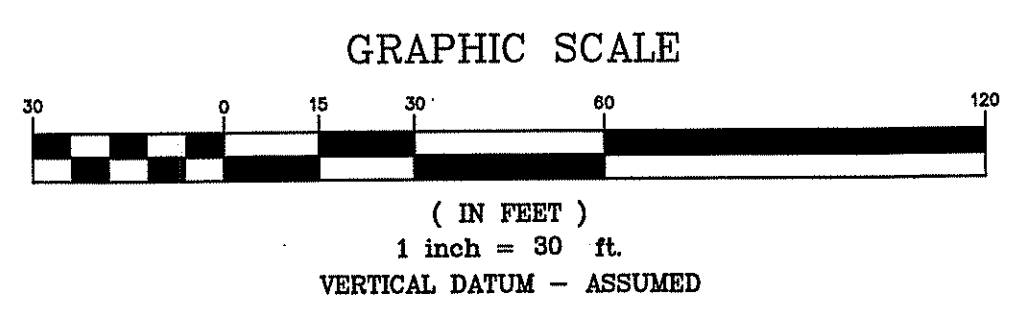 GRAPHIC SCALE
30 0 15 30 60 120
( IN FEET )
1 inch = 30 ft.
VERTICAL DATUM - ASSUMED